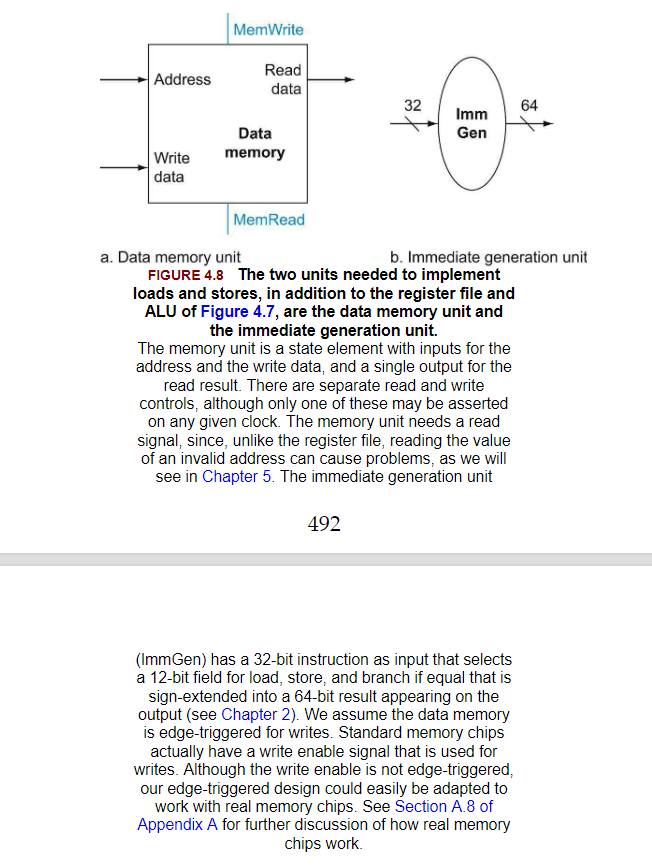 MemWrite
Address
Read
data
Data
memory
Write
data
MemRead
a. Data memory unit
32
Imm
Gen
64
b. Immediate generation unit
FIGURE 4.8 The two units needed to implement
loads and stores, in addition to the register file and
ALU of Figure 4.7, are the data memory unit and
the immediate generation unit.
The memory unit is a state element with inputs for the
address and the write data, and a single output for the
read result. There are separate read and write
controls, although only one of these may be asserted
on any given clock. The memory unit needs a read
signal, since, unlike the register file, reading the value
of an invalid address can cause problems, as we will
see in Chapter 5. The immediate generation unit
492
(ImmGen) has a 32-bit instruction as input that selects
a 12-bit field for load, store, and branch if equal that is
sign-extended into a 64-bit result appearing on the
output (see Chapter 2). We assume the data memory
is edge-triggered for writes. Standard memory chips
actually have a write enable signal that is used for
writes. Although the write enable is not edge-triggered,
our edge-triggered design could easily be adapted to
work with real memory chips. See Section A.8 of
Appendix A for further discussion of how real memory
chips work.